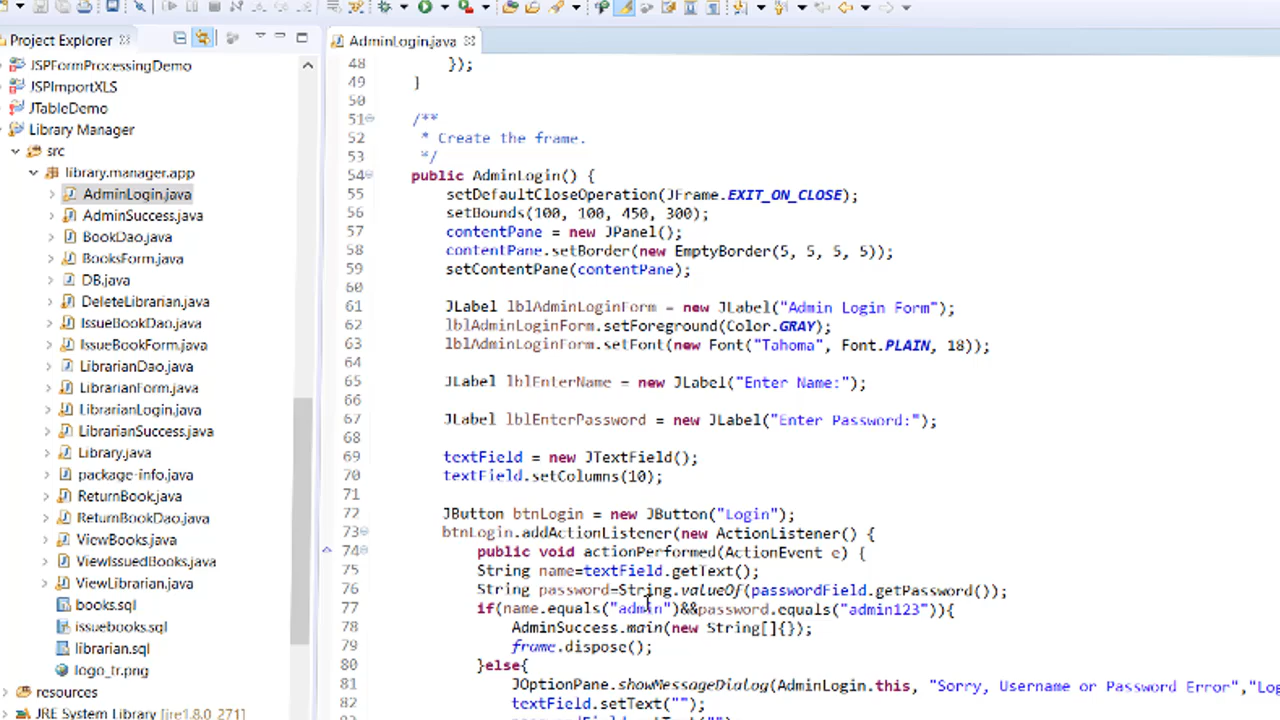 Project Explorer
JSPFormProcessingDemo
JSPImportXLS
JTableDemo
Library Manager
src
library.manager.app
AdminLogin.java
AdminSuccess.java
BookDao.java
BooksForm.java
DB.java
DeleteLibrarian.java
IssueBookDao.java
IssueBookForm.java
LibrarianDao.java
LibrarianForm.java
LibrarianLogin.java
LibrarianSuccess.java
Library.java
package-info.java
ReturnBook.java
ReturnBookDao.java
ViewBooks.java
ViewIssuedBooks.java
ViewLibrarian.java
books.sql
issuebooks.sql
librarian.sql
logo_tr.png
resources
JRE System Library [jre1.8.0_271]
AdminLogin.java
48 });
49 }
50
51 /**
52 * Create the frame.
53 */
54 public AdminLogin() {
55 setDefaultCloseOperation(JFrame.EXIT_ON_CLOSE);
56 setBounds(100, 100, 450, 300);
57 contentPane = new JPanel();
58 contentPane.setBorder(new EmptyBorder(5, 5, 5, 5));
59 setContentPane(contentPane);
60
61 JLabel lblAdminLoginForm = new JLabel("Admin Login Form");
62 lblAdminLoginForm.setForeground(Color.GRAY);
63 lblAdminLoginForm.setFont(new Font("Tahoma", Font.PLAIN, 18));
64
65 JLabel lblEnterName = new JLabel("Enter Name:");
66
67 JLabel lblEnterPassword = new JLabel("Enter Password:");
68
69 textField = new JTextField();
70 textField.setColumns(10);
71
72 JButton btnLogin = new JButton("Login");
73 btnLogin.addActionListener(new ActionListener() {
74 public void actionPerformed(ActionEvent e) {
75 String name=textField.getText();
76 String password=String.valueOf(passwordField.getPassword());
77 if(name.equals("admin")&&password.equals("admin123")){
78 AdminSuccess.main(new String[]{});
79 frame.dispose();
80 }else{
81 JOptionPane.showMessageDialog(AdminLogin.this, "Sorry, Username or Password Error","Log
82 textField.setText("");